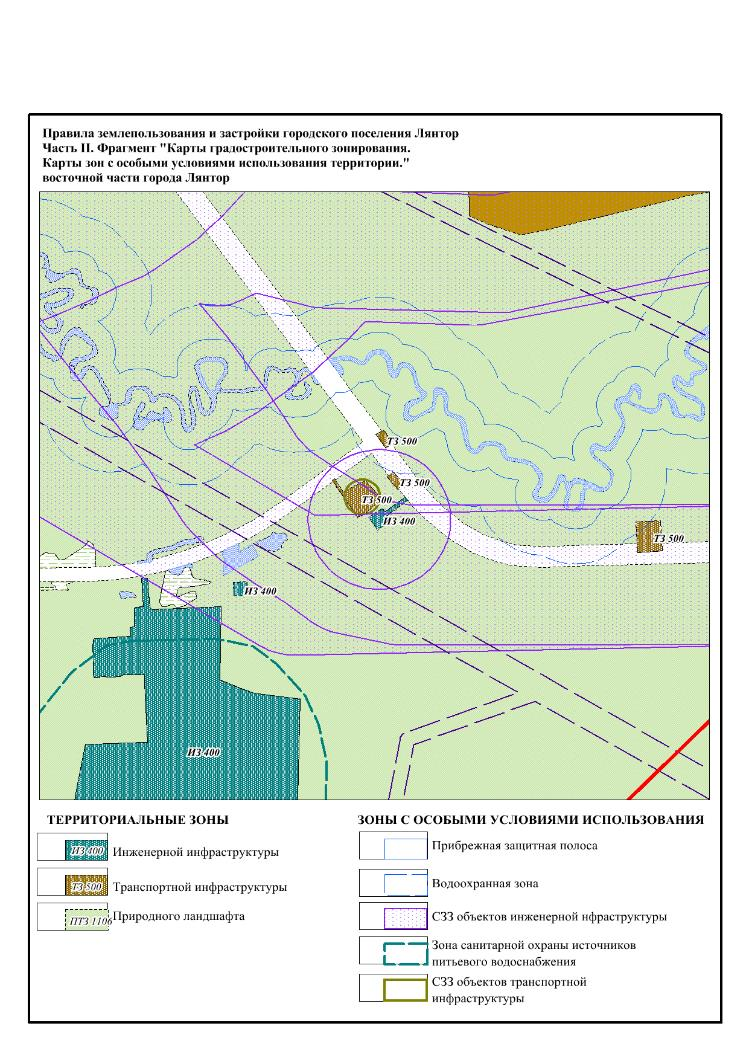 Правила землепользования и застройки городского поселения Лянтор
Часть II. Фрагмент "Карты градостроительного зонирования.
Карты зон с особыми условиями использования территории."
восточной части города Лянтор
ТЗ 500
ТЗ 500
ТЗ 500
ИЗ 400
ТЗ 500
ИЗ 400
ИЗ 400
ТЕРРИТОРИАЛЬНЫЕ ЗОНЫ
ИЗ 400 Инженерной инфраструктуры
ТЗ 500 Транспортной инфраструктуры
ПТЗ 1106 Природного ландшафта
ЗОНЫ С ОСОБЫМИ УСЛОВИЯМИ ИСПОЛЬЗОВАНИЯ
Прибрежная защитная полоса
Водоохранная зона
СЗЗ объектов инженерной нфраструктуры
Зона санитарной охраны источников
питьевого водоснабжения
СЗЗ объектов транспортной
инфраструктуры